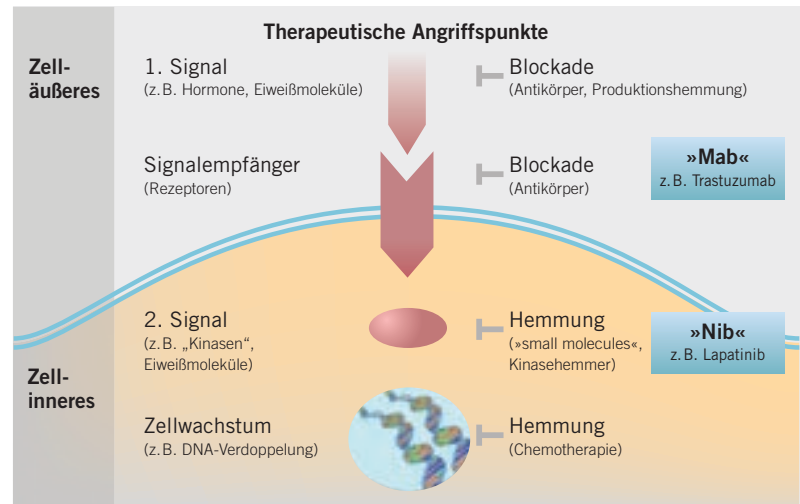 Therapeutische Angriffspunkte
Zell-
äußeres
1. Signal
(z. B. Hormone, Eiweißmoleküle)
Blockade
(Antikörper, Produktionshemmung)
Signalempfänger
(Rezeptoren)
Blockade
(Antikörper)
»Mab«
z. B. Trastuzumab
2. Signal
(z. B. „Kinasen“,
Eiweißmoleküle)
Hemmung
(»small molecules«,
Kinasehemmer)
»Nib«
z. B. Lapatinib
Zell-
inneres
Zellwachstum
(z. B. DNA-Verdoppelung)
Hemmung
(Chemotherapie)